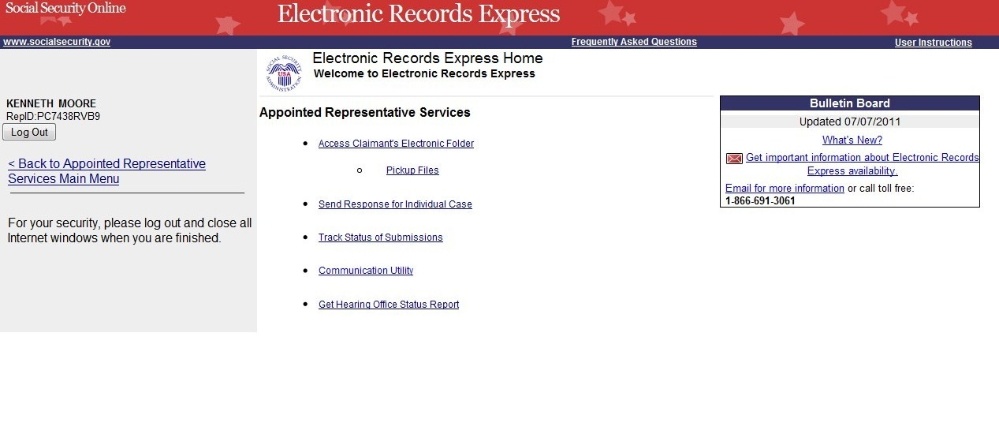 Social Security Online
Electronic Records Express
www.socialsecurity.gov
Frequently Asked Questions
User Instructions
KENNETH MOORE
RepID:PC7438RVB9
Log Out
< Back to Appointed Representative
Services Main Menu
For your security, please log out and close all
Internet windows when you are finished.
SOCIAL SECURITY ADMINISTRATION
USA
Electronic Records Express Home
Welcome to Electronic Records Express
Appointed Representative Services
Access Claimant's Electronic Folder
Pickup Files
Send Response for Individual Case
Track Status of Submissions
Communication Utility
Get Hearing Office Status Report
Bulletin Board
Updated 07/07/2011
What's New?
Get important information about Electronic Records
Express availability.
Email for more information or call toll free:
1-866-691-3061